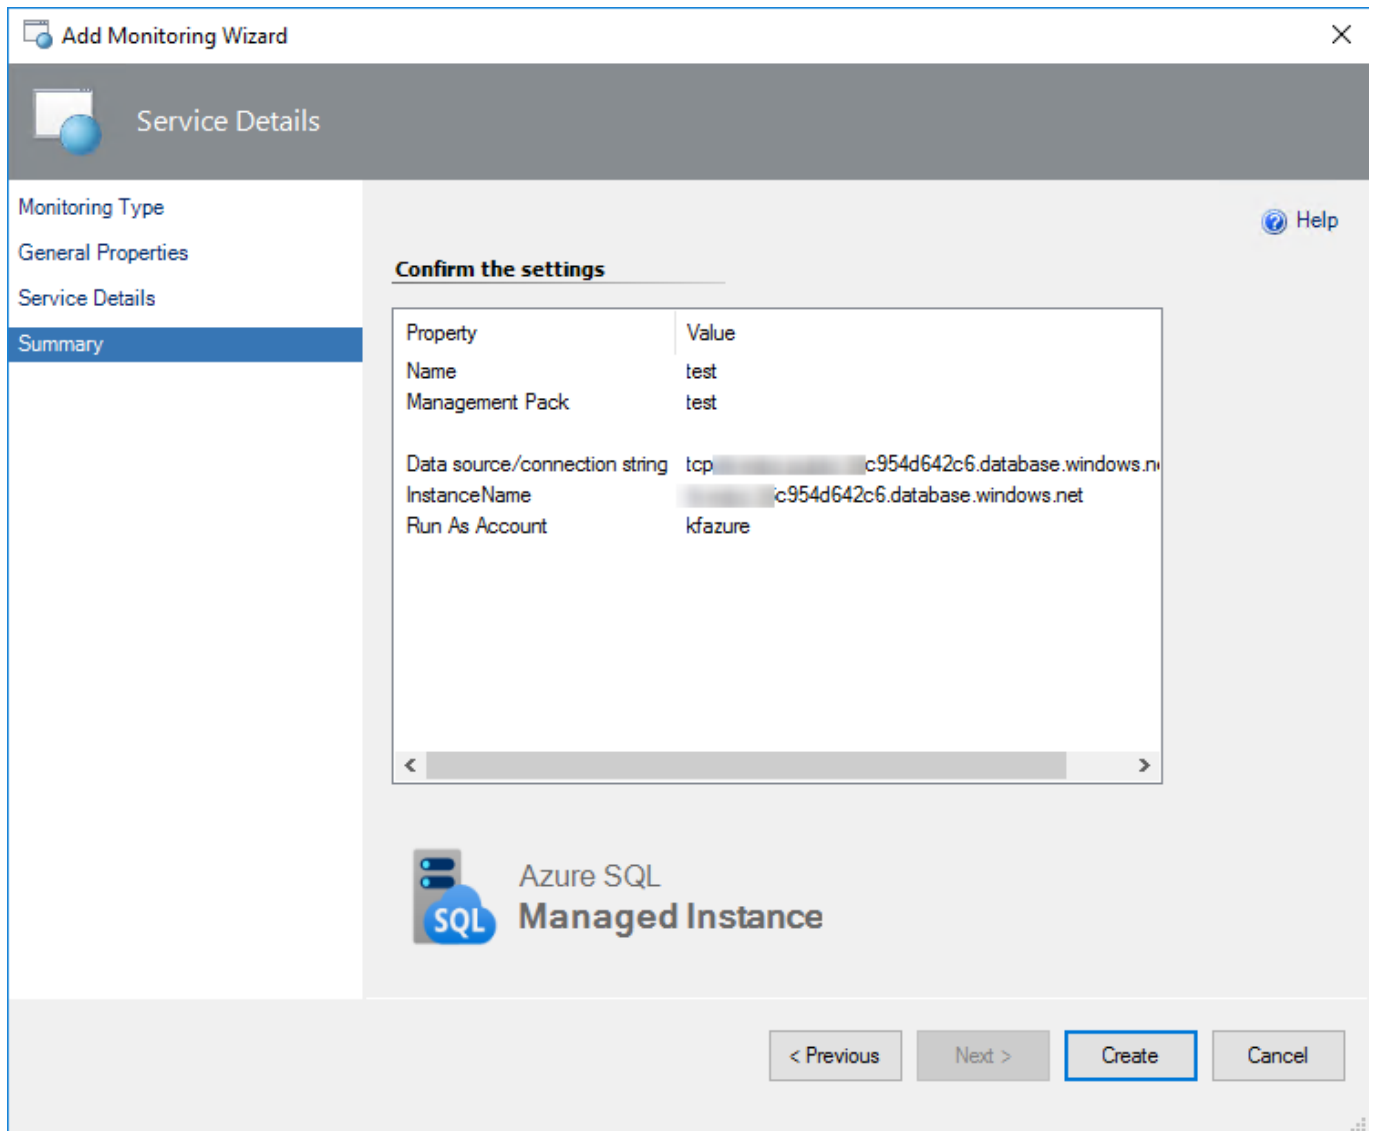 Add Monitoring Wizard
Service Details
Monitoring Type
General Properties
Service Details
Summary
Help
Confirm the settings
Property Value
Name test
Management Pack test
Data source/connection string tcp c954d642c6.database.windows.n
InstanceName c954d642c6.database.windows.net
Run As Account kfazure
SQL
Azure SQL
Managed Instance
< Previous Next > Create Cancel